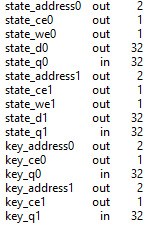 state_address0 out 2
state_ce0 out 1
state_we0 out 1
state_d0 out 32
state_q0 in 32
state_address1 out 2
state_ce1 out 1
state_we1 out 1
state_d1 out 32
state_q1 in 32
key_address0 out 2
key_ce0 out 1
key_q0 in 32
key_address1 out 2
key_ce1 out 1
key_q1 in 32